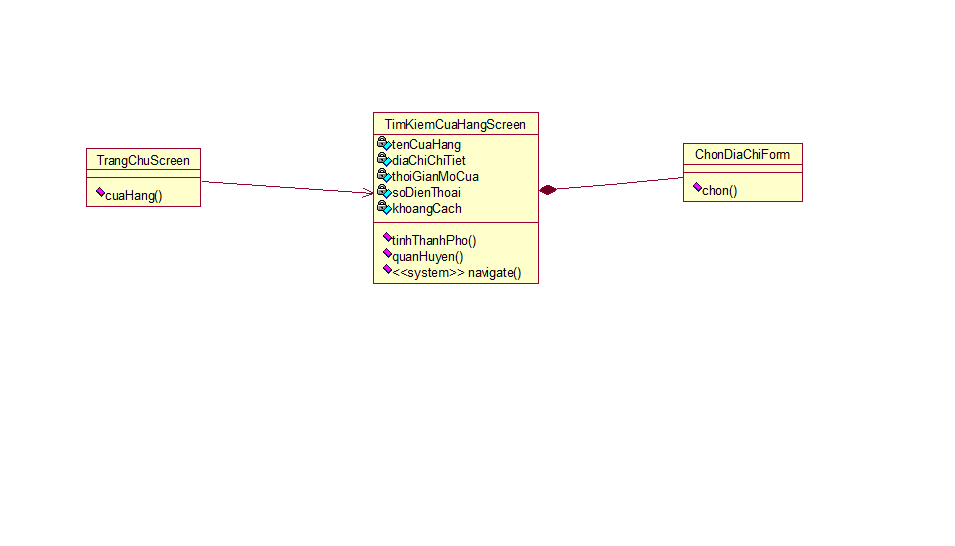 TrangChuScreen
cuaHang()
TimKiemCuaHangScreen
tenCuaHang
diaChiChiTiet
thoiGianMoCua
soDienThoai
khoangCach
tinhThanhPho()
quanHuyen()
<<system>> navigate()
ChonDiaChiForm
chon()